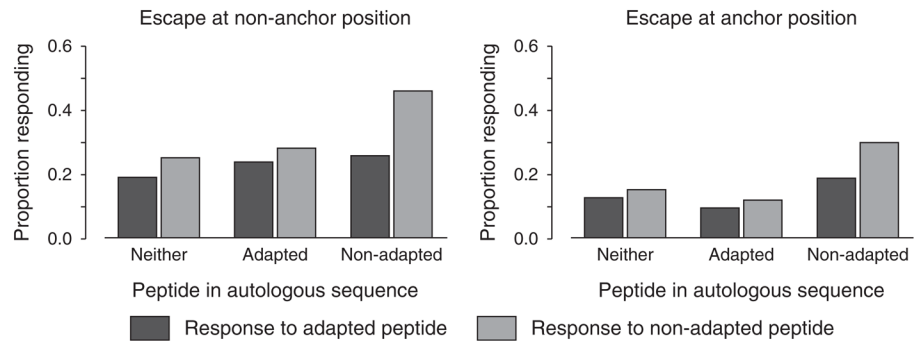 Escape at non-anchor position
Proportion responding
0.6
0.4
0.2
0.0
Neither
Adapted
Non-adapted
Peptide in autologous sequence
Escape at anchor position
Proportion responding
0.6
0.4
0.2
0.0
Neither
Adapted
Non-adapted
Peptide in autologous sequence
Response to adapted peptide
Response to non-adapted peptide